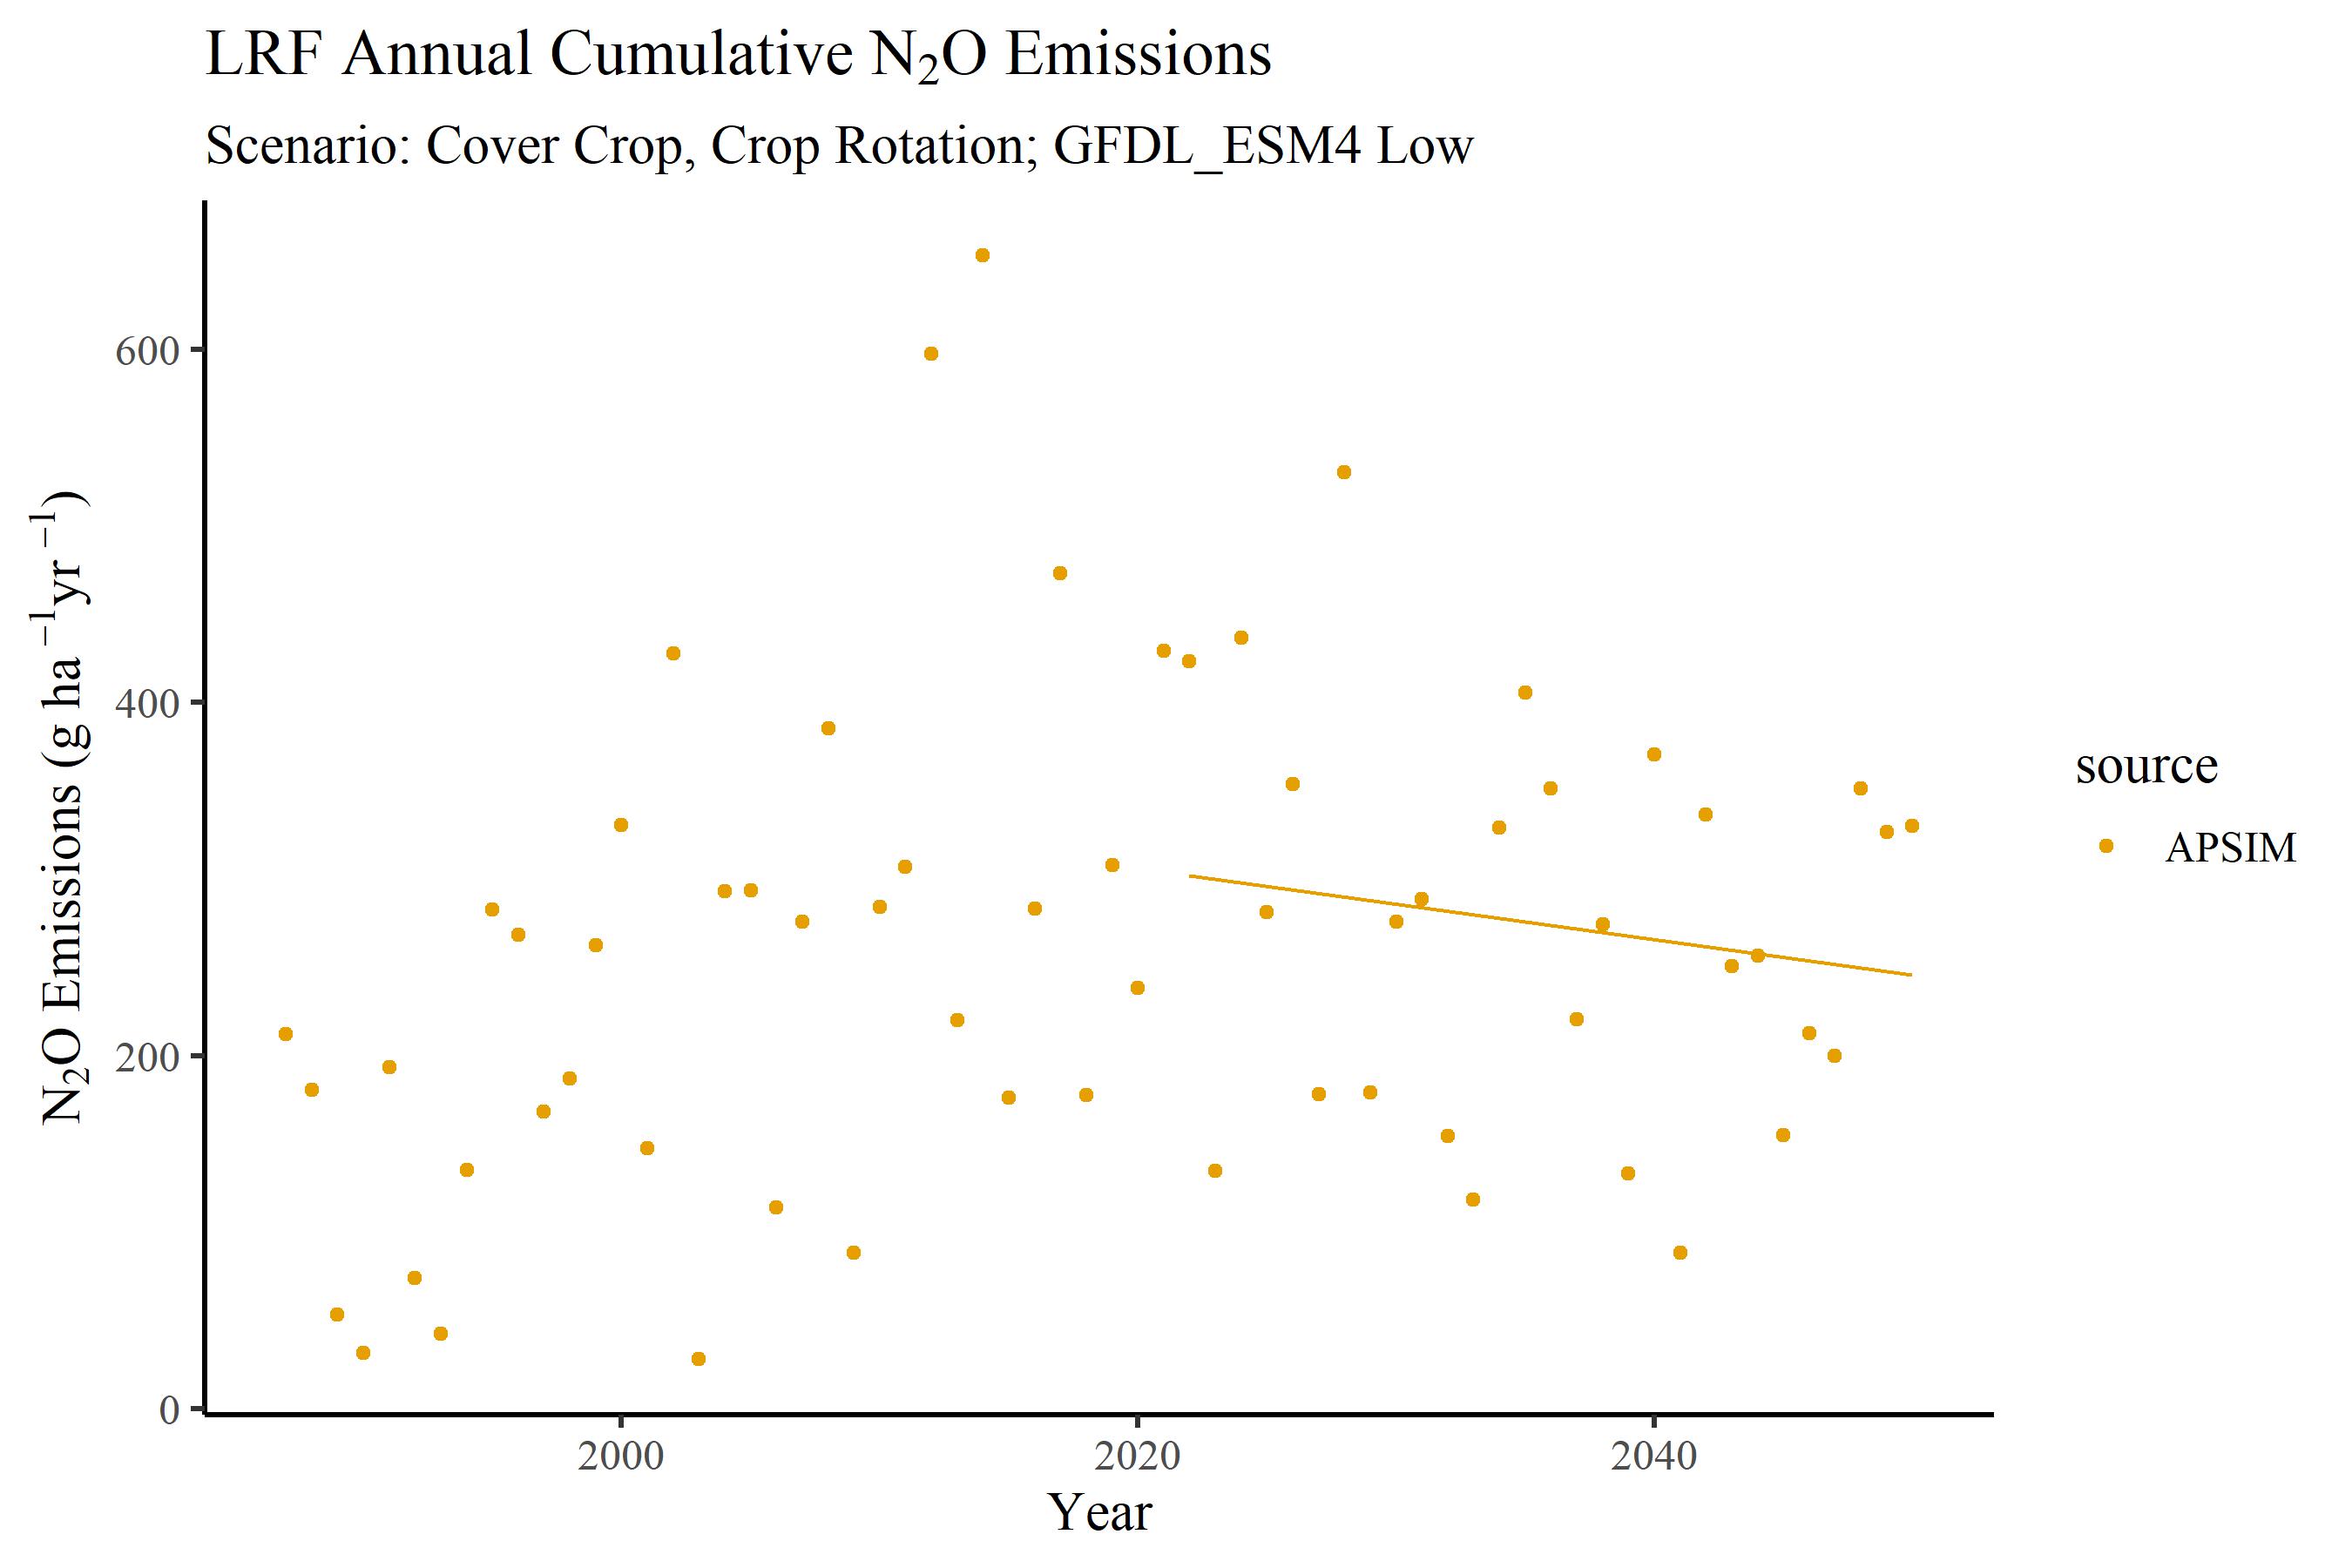 LRF Annual Cumulative N₂O Emissions
Scenario: Cover Crop, Crop Rotation; GFDL_ESM4 Low
N₂O Emissions (g ha ⁻¹yr ⁻¹)
600
400
200
0
2000 2020 2040
Year
source
APSIM